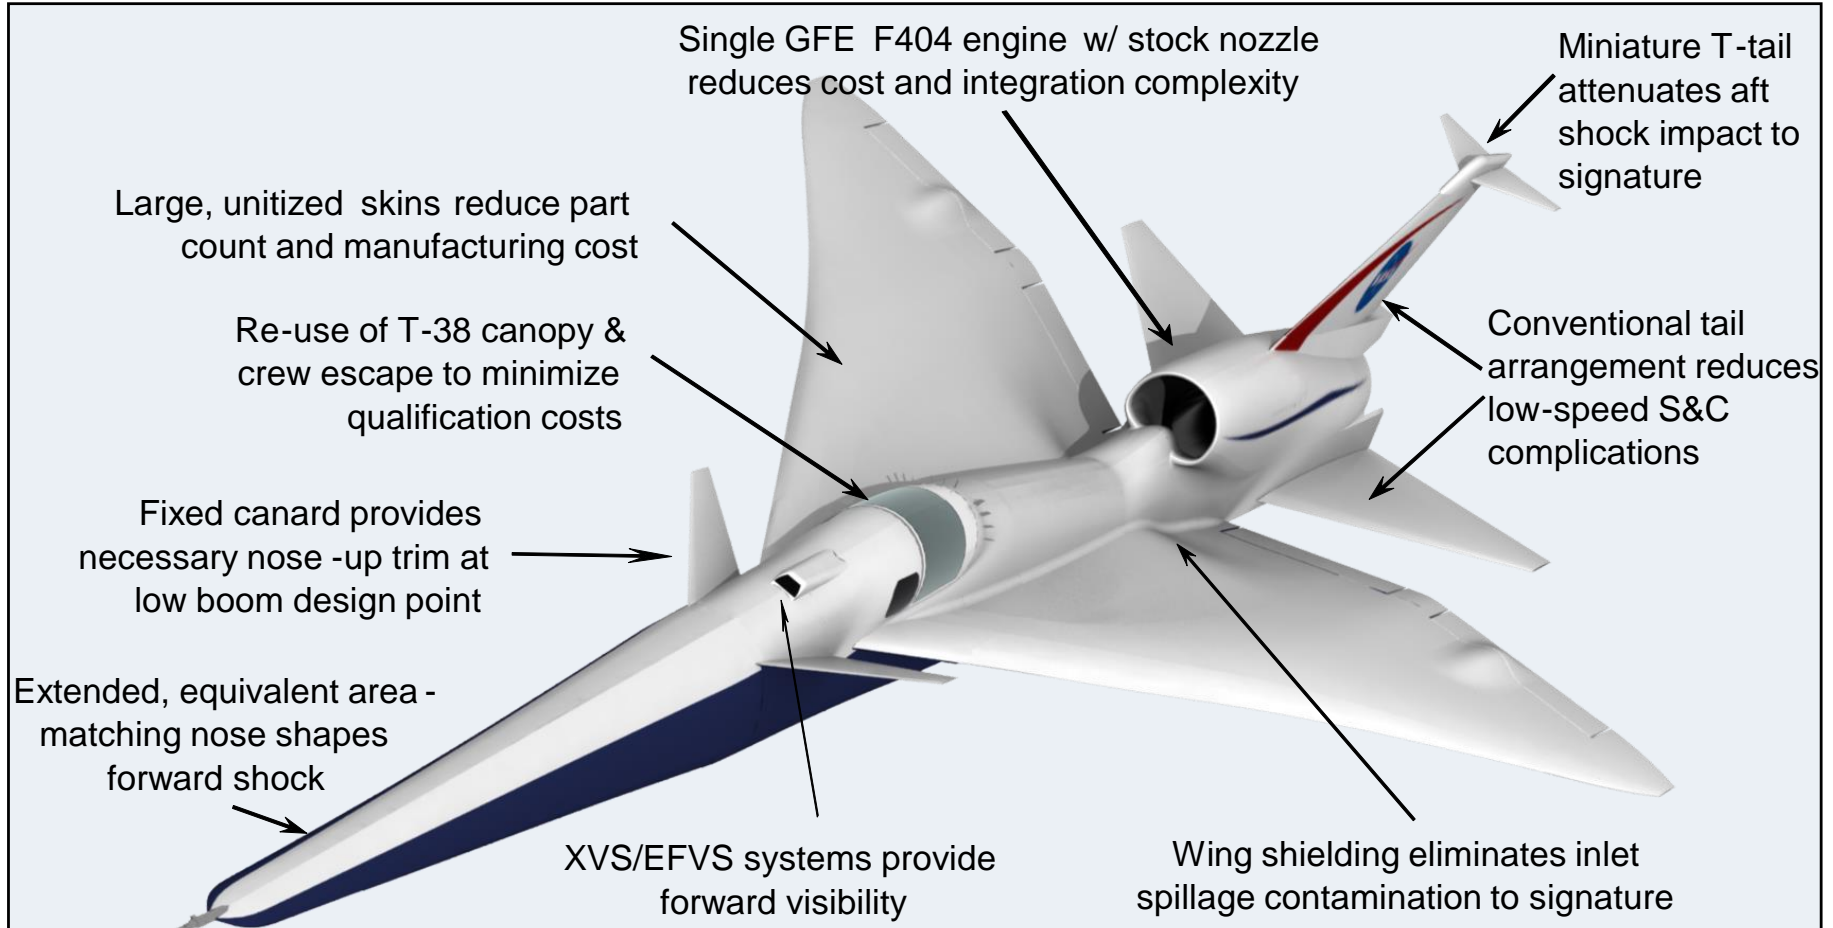 Single GFE F404 engine w/ stock nozzle
reduces cost and integration complexity
Miniature T-tail
attenuates aft
shock impact to
signature
Large, unitized skins reduce part
count and manufacturing cost
Re-use of T-38 canopy &
crew escape to minimize
qualification costs
Conventional tail
arrangement reduces
low-speed S&C
complications
Fixed canard provides
necessary nose -up trim at
low boom design point
Extended, equivalent area -
matching nose shapes
forward shock
XVS/EFVS systems provide
forward visibility
Wing shielding eliminates inlet
spillage contamination to signature